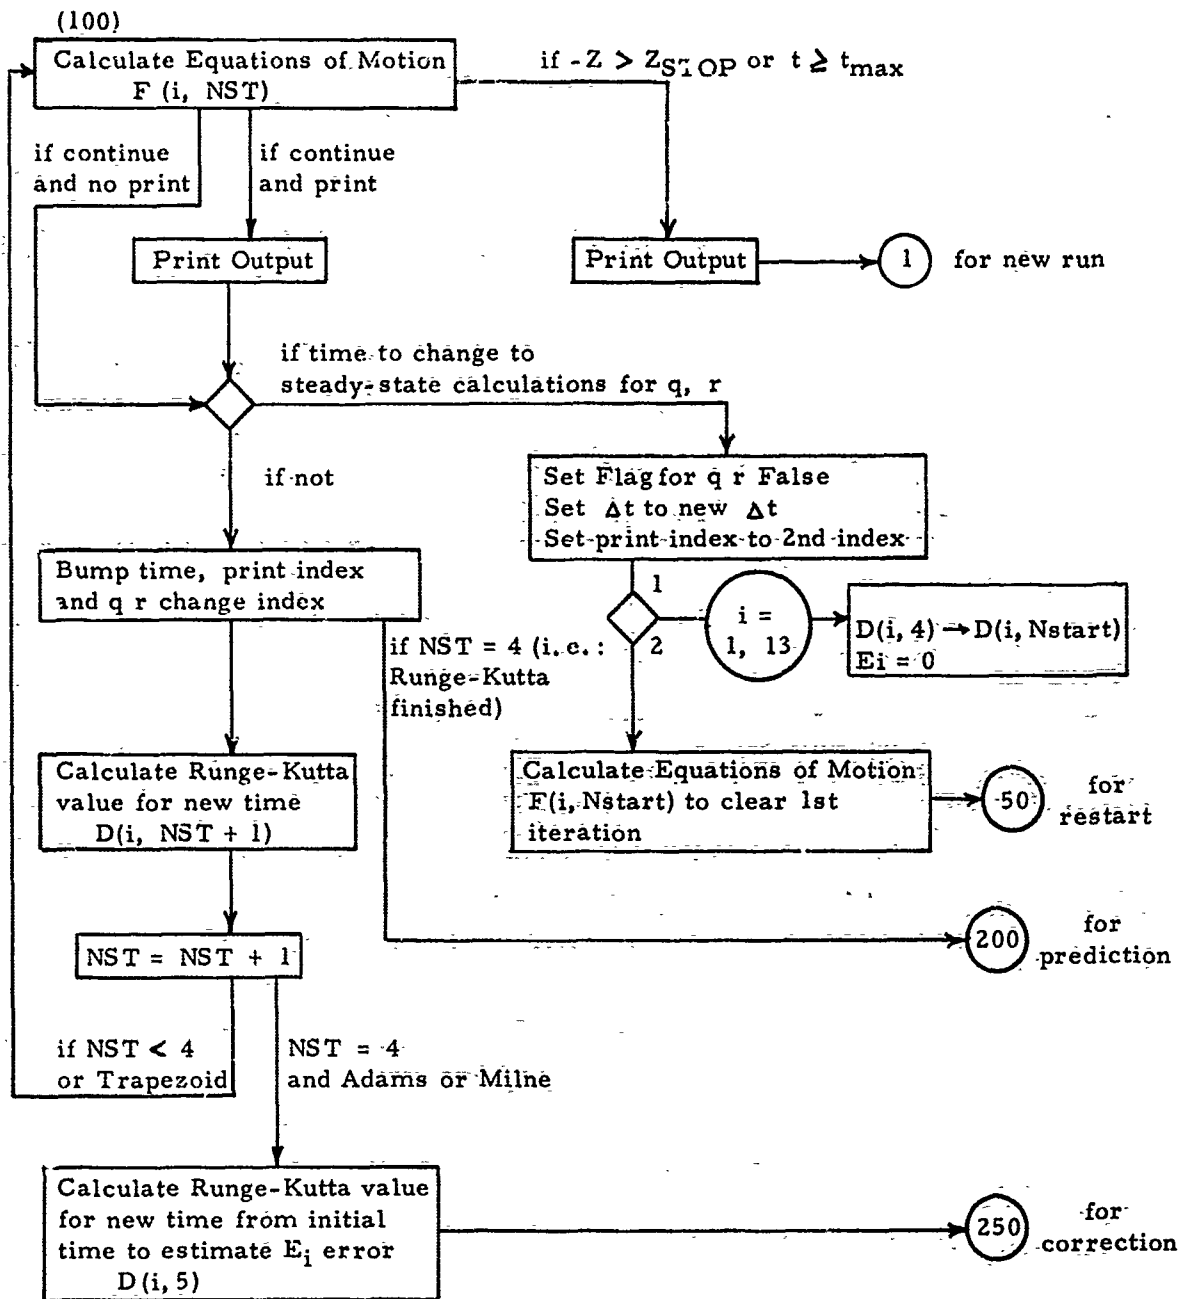 (100)
Calculate Equations of Motion
F (i, NST)
if -Z > ZSTOP or t ≥ tmax
if continue
and no print
if continue
and print
Print Output
Print Output
1
for new run
if time to change to
steady-state calculations for q, r
if not
Set Flag for q r False
Set Δt to new Δt
Set print index to 2nd index
Bump time, print index
and q r change index
1
2
i =
1, 13
D(i, 4) → D(i, Nstart)
Ei = 0
if NST = 4 (i.e.:
Runge-Kutta
finished)
Calculate Runge-Kutta
value for new time
D(i, NST + 1)
Calculate Equations of Motion
F(i, Nstart) to clear 1st
iteration
50
for
restart
NST = NST + 1
200
for
prediction
if NST < 4
or Trapezoid
NST = 4
and Adams or Milne
Calculate Runge-Kutta value
for new time from initial
time to estimate Ei error
D(i, 5)
250
for
correction